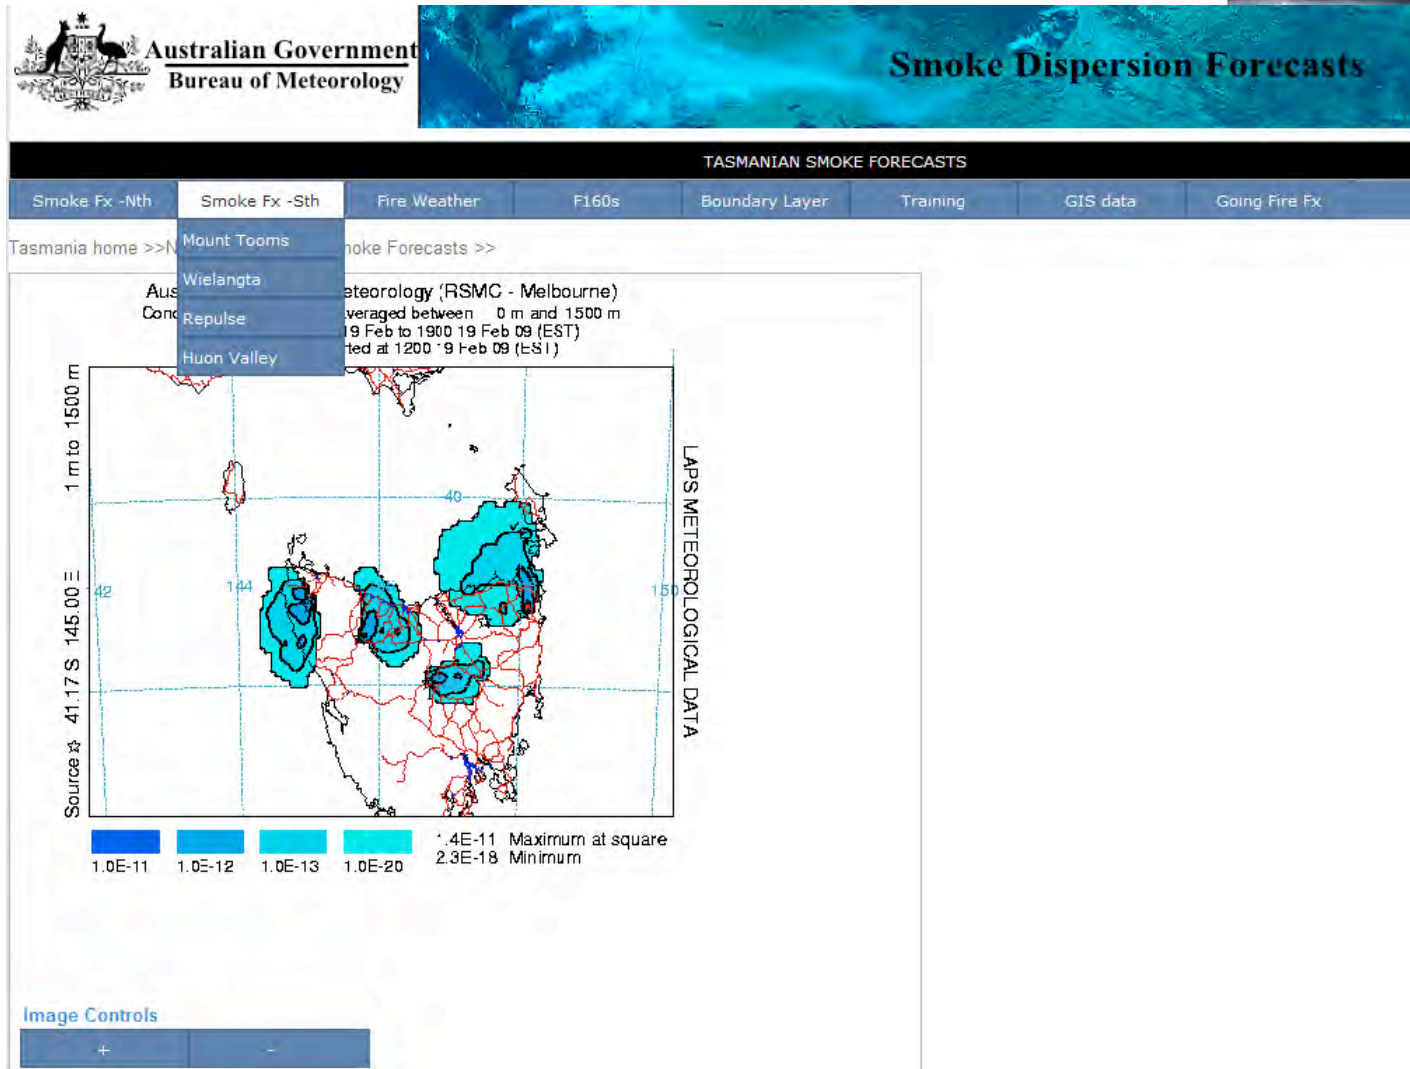 Australian Government
Bureau of Meteorology
Smoke Dispersion Forecasts
TASMANIAN SMOKE FORECASTS
Smoke Fx -Nth Smoke Fx -Sth Fire Weather F160s Boundary Layer Training GIS data Going Fire Fx
Mount Tooms
Wielangta
Repulse
Huon Valley
Tasmania home >>N oke Forecasts >>
Aus eteorology (RSMC - Melbourne)
Conc veraged between 0 m and 1500 m
19 Feb to 1900 19 Feb 09 (EST)
ted at 1200 19 Feb 09 (EST)
Source ☆ 41.17 S 145.00 E 1 m to 1500 m
LAPS METEOROLOGICAL DATA
40
42 144 150
1.0E-11 1.0E-12 1.0E-13 1.0E-20
1.4E-11 Maximum at square
2.3E-18 Minimum
Image Controls
+ -